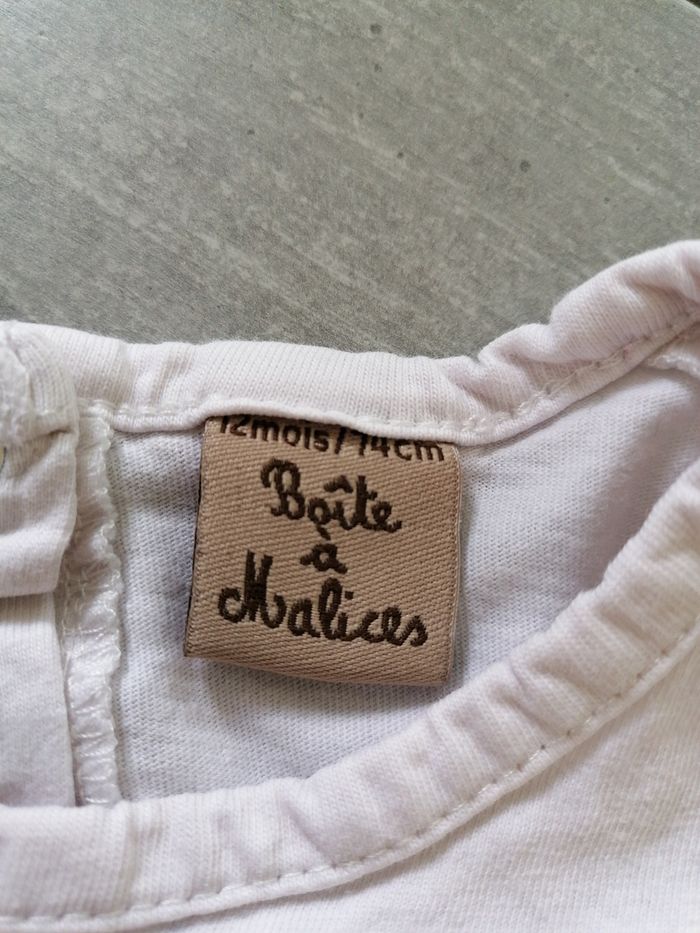 12mois/74cm
Boîte
à
Malices